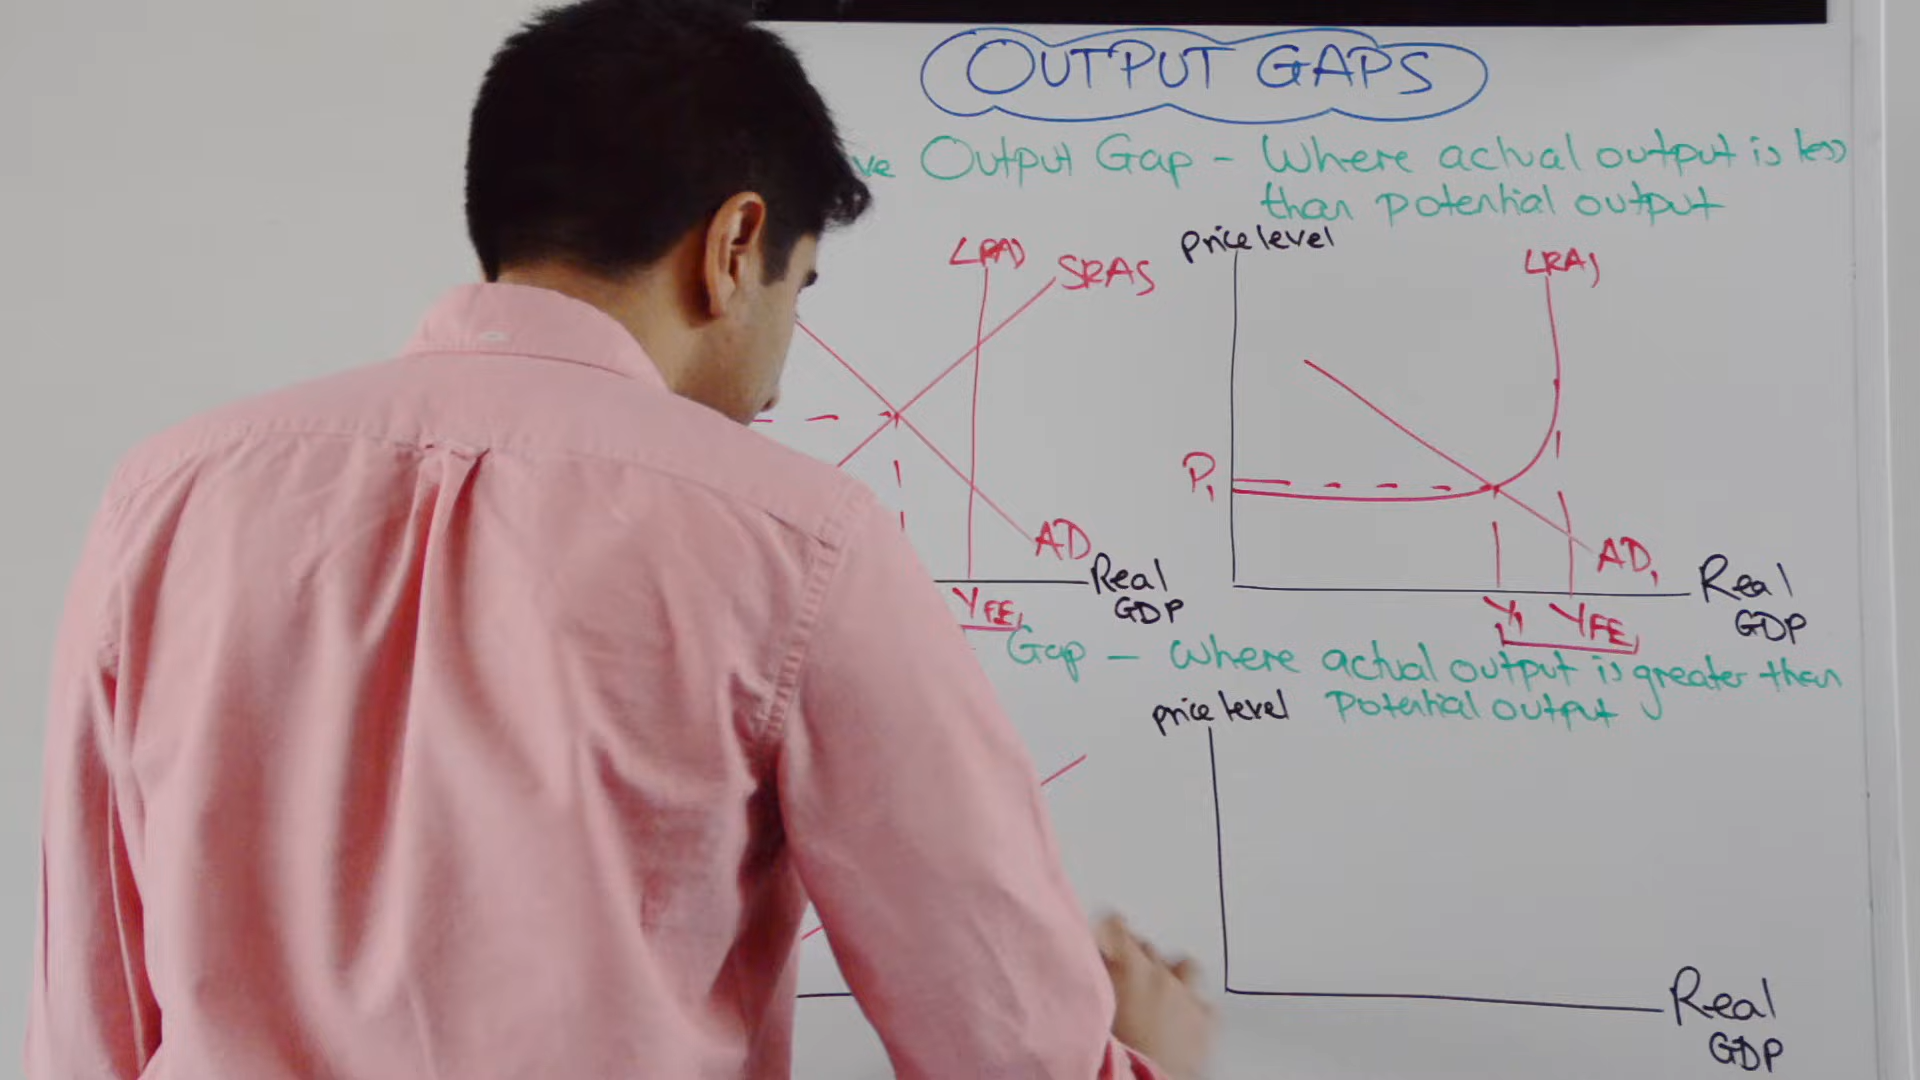 OUTPUT GAPS
ve Output Gap - Where actual output is less
than potential output
LRAS
SRAS
AD
Real
GDP
YFE1
price level
LRAS
P1
AD1
Y1
YFE1
Real
GDP
Gap - Where actual output is greater than
potential output
price level
Real
GDP